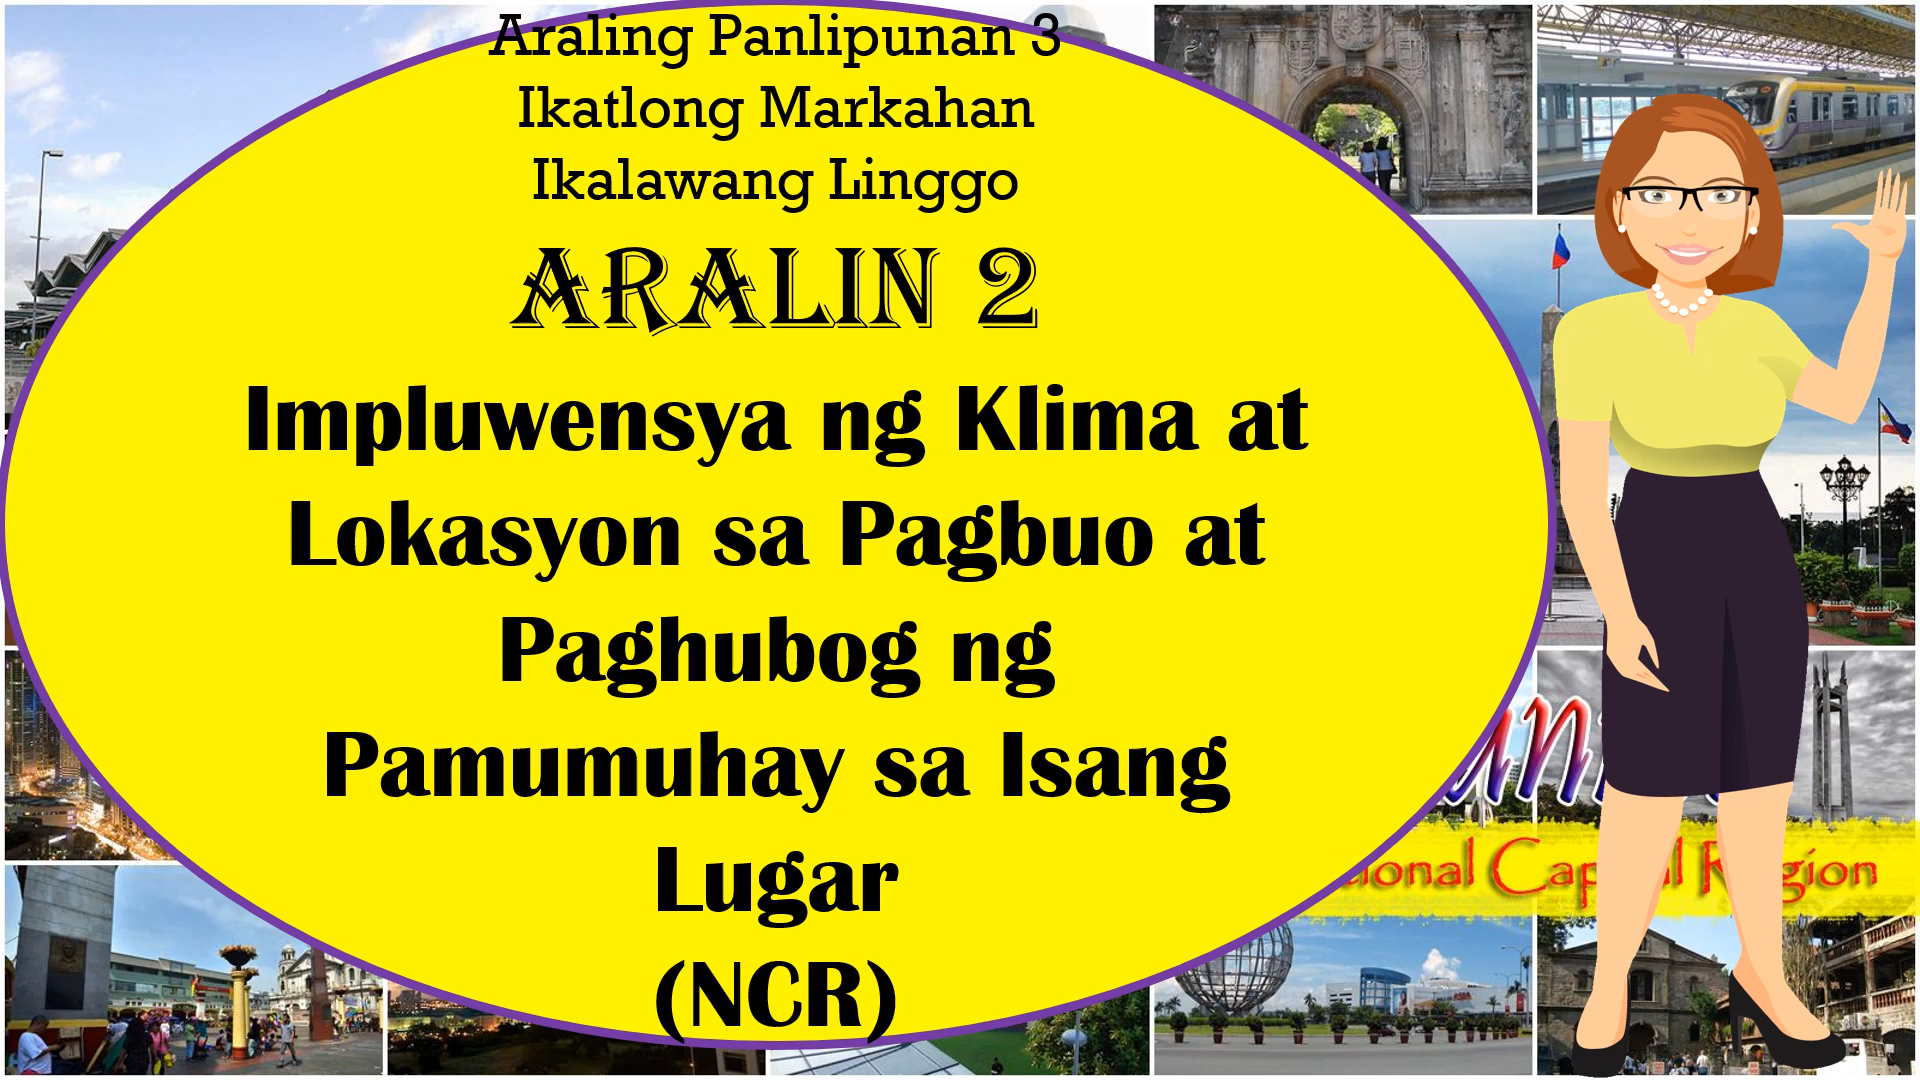 Araling Panlipunan 3
Ikatlong Markahan
Ikalawang Linggo
ARALIN 2
Impluwensya ng Klima at
Lokasyon sa Pagbuo at
Paghubog ng
Pamumuhay sa Isang
Lugar
(NCR)